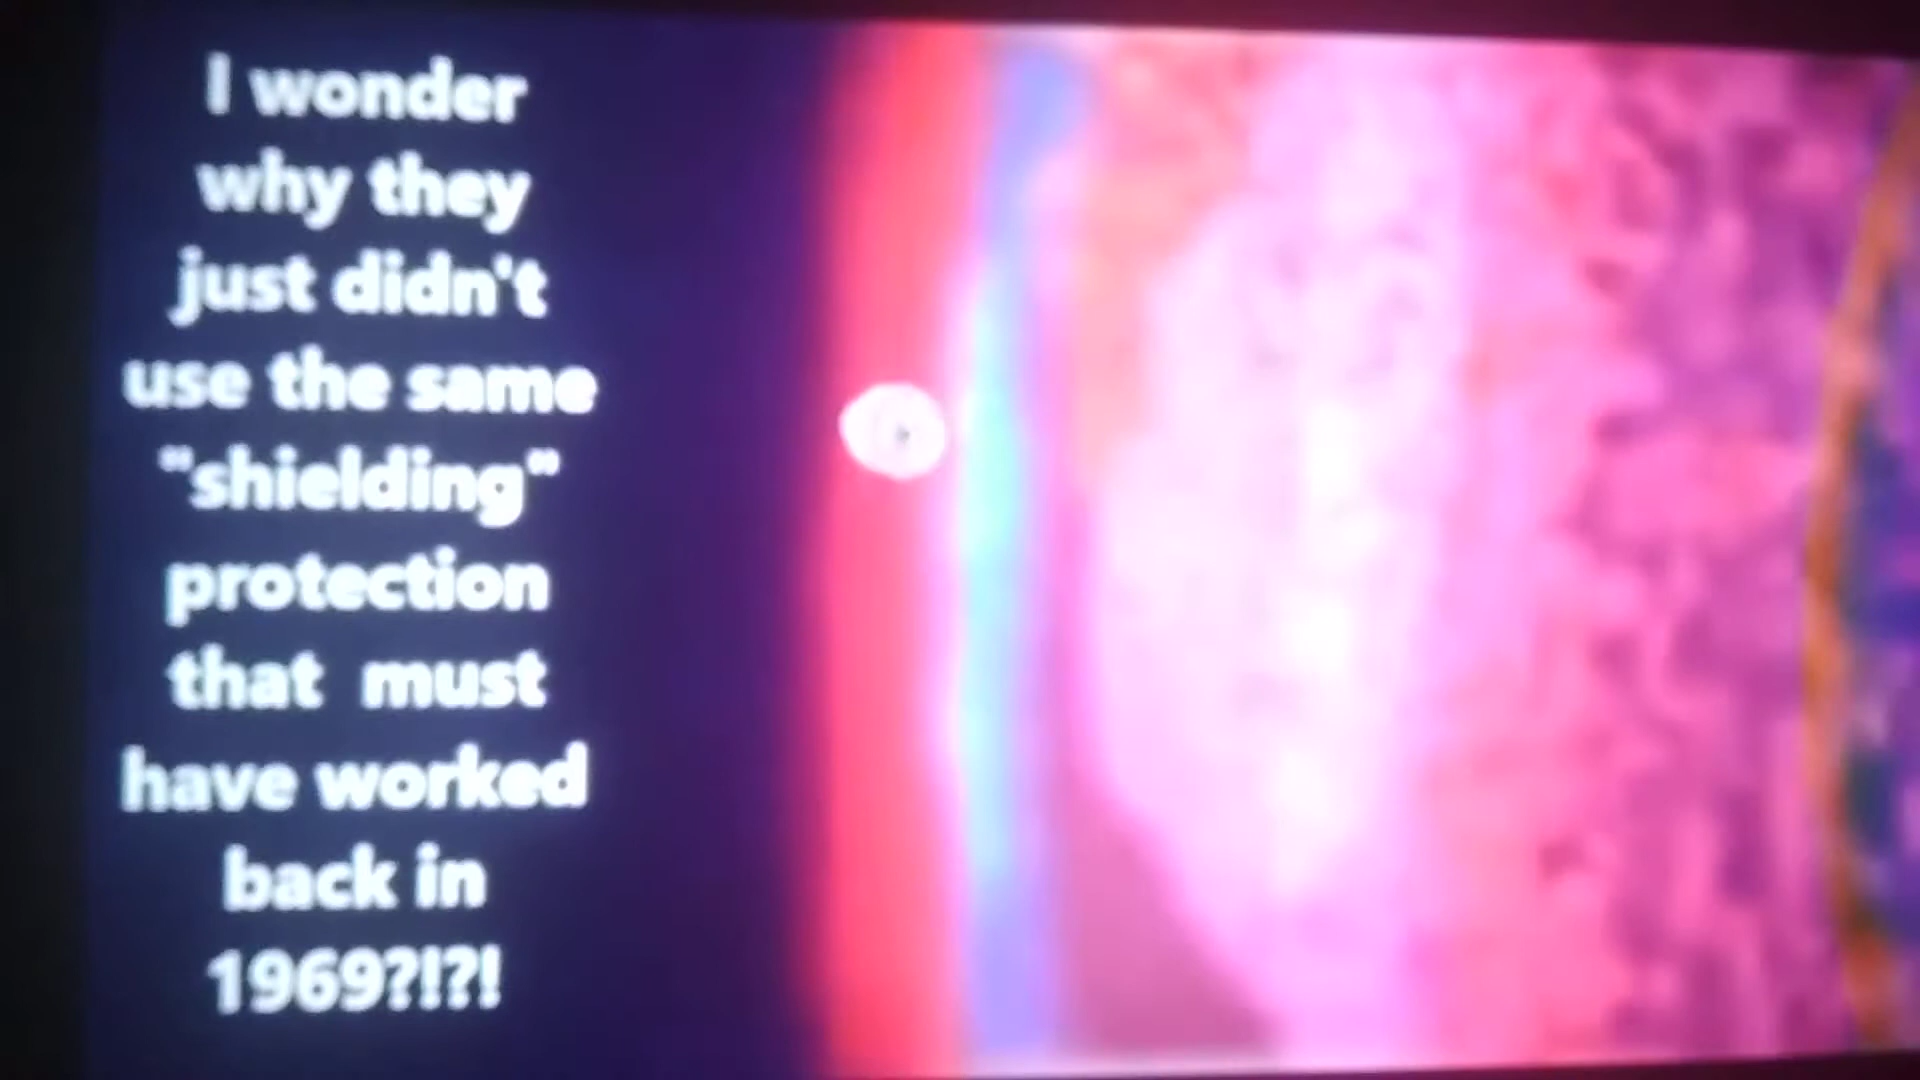 I wonder
why they
just didn't
use the same
"shielding"
protection
that must
have worked
back in
1969?!?!